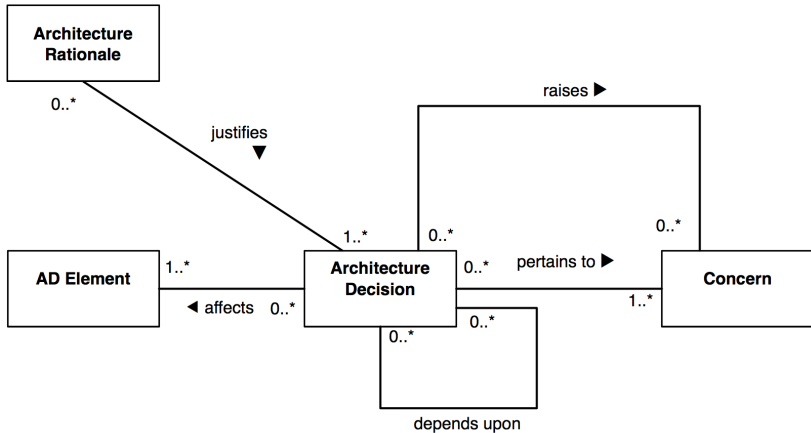 Architecture
Rationale
0..*
raises ▶
justifies
▼
1..*
0..*
0..*
AD Element
1..*
◀ affects
0..*
Architecture
Decision
0..*
pertains to ▶
1..*
Concern
0..*
0..*
depends upon